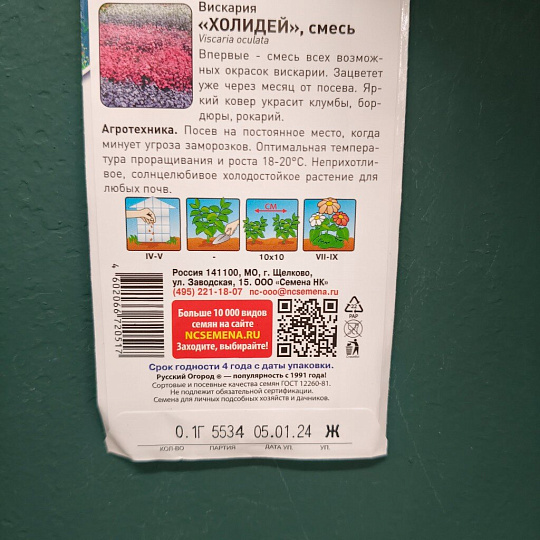 Вискария
«ХОЛИДЕЙ», смесь
Viscaria oculata
Впервые - смесь всех возмож-
ных окрасок вискарии. Зацветет
уже через месяц от посева. Яр-
кий ковер украсит клумбы, бор-
дюры, рокарий.
Агротехника. Посев на постоянное место, когда
минует угроза заморозков. Оптимальная темпера-
тура проращивания и роста 18-20°С. Неприхотли-
вое, солнцелюбивое холодостойкое растение для
любых почв.
СМ
IV-V - 10x10 VII-IX
Россия 141100, МО, г. Щелково,
ул. Заводская, 15. ООО «Семена НК»
(495) 221-18-07 nc-ooo@ncsemena.ru
4602066720517
Больше 10 000 видов
семян на сайте
NCSEMENA.RU
Заходите, выбирайте!
22
PAP
Срок годности 4 года с даты упаковки.
Русский Огород ® — популярность с 1991 года!
Сортовые и посевные качества семян ГОСТ 12260-81.
Не подлежит обязательной сертификации.
Семена для личных подсобных хозяйств и дачников.
0.1Г 5534 05.01.24 Ж
КОЛ-ВО ПАРТИЯ ДАТА УП. УП.